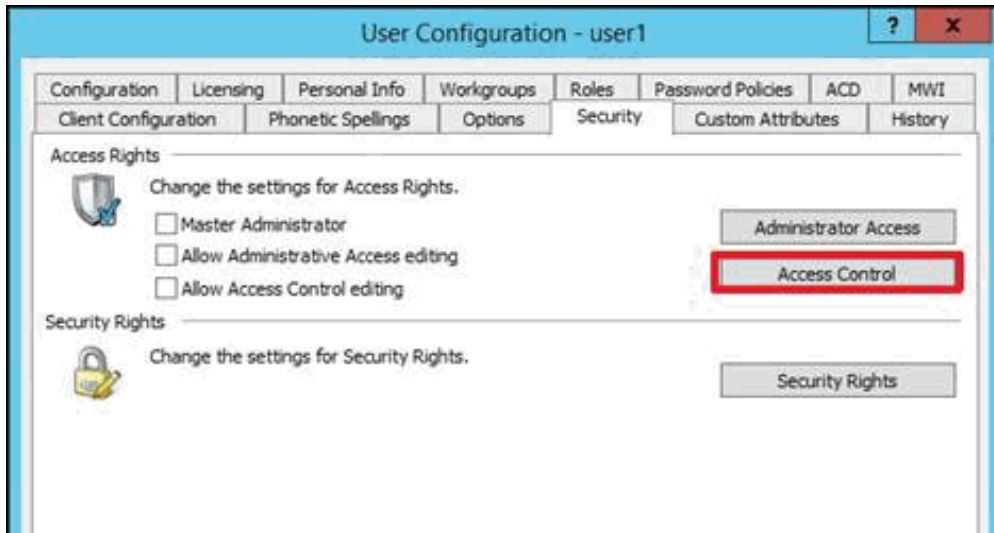 User Configuration - user1
? x
Configuration Licensing Personal Info Workgroups Roles Password Policies ACD MWI
Client Configuration Phonetic Spellings Options Security Custom Attributes History
Access Rights
Change the settings for Access Rights.
Master Administrator
Administrator Access
Allow Administrative Access editing
Access Control
Allow Access Control editing
Security Rights
Change the settings for Security Rights.
Security Rights